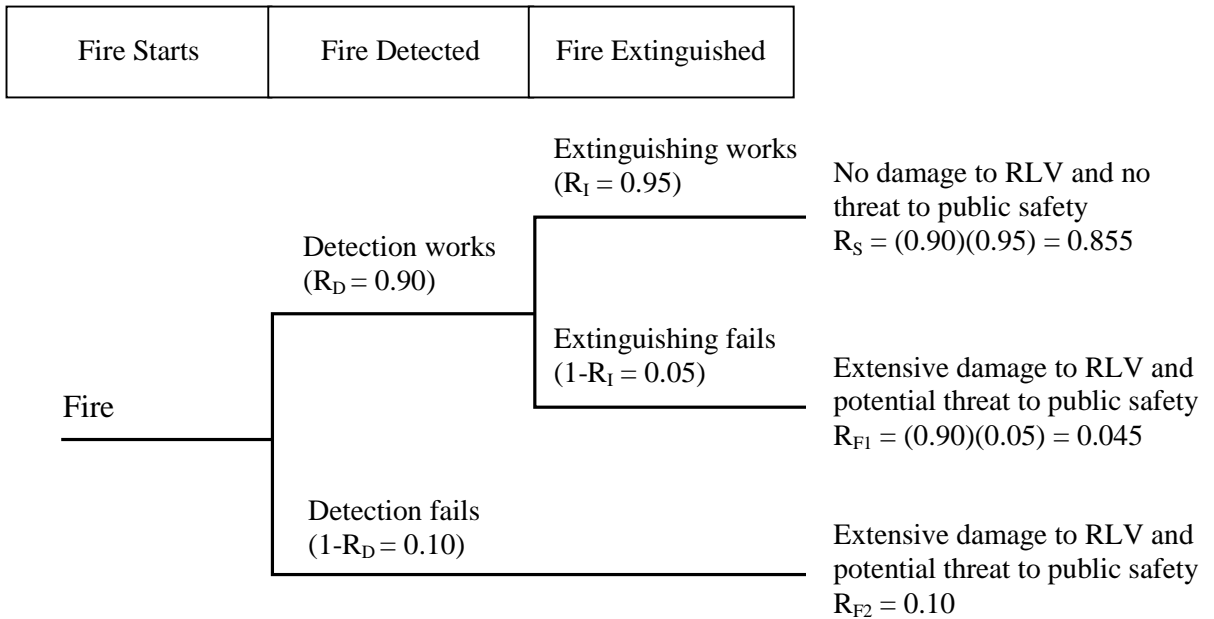 Fire Starts
Fire Detected
Fire Extinguished
Extinguishing works
(R_I = 0.95)
No damage to RLV and no
threat to public safety
R_S = (0.90)(0.95) = 0.855
Detection works
(R_D = 0.90)
Extinguishing fails
(1-R_I = 0.05)
Extensive damage to RLV and
potential threat to public safety
R_F1 = (0.90)(0.05) = 0.045
Fire
Detection fails
(1-R_D = 0.10)
Extensive damage to RLV and
potential threat to public safety
R_F2 = 0.10